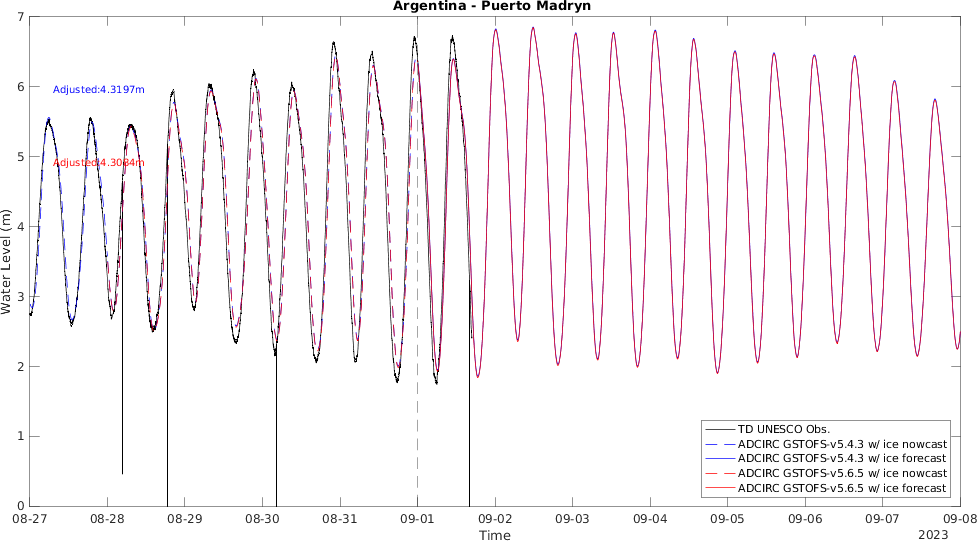 Argentina - Puerto Madryn
7
6
5
4
3
2
1
0
Water Level (m)
Adjusted:4.3197m
Adjusted:4.3084m
TD UNESCO Obs.
ADCIRC GSTOFS-v5.4.3 w/ ice nowcast
ADCIRC GSTOFS-v5.4.3 w/ ice forecast
ADCIRC GSTOFS-v5.6.5 w/ ice nowcast
ADCIRC GSTOFS-v5.6.5 w/ ice forecast
08-27 08-28 08-29 08-30 08-31 09-01 09-02 09-03 09-04 09-05 09-06 09-07 09-08
Time
2023